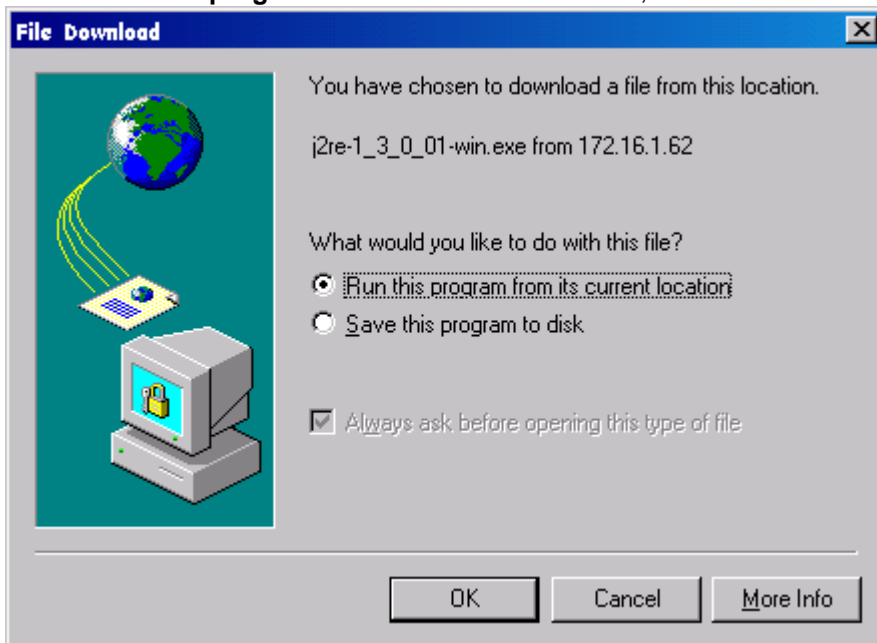 File Download
You have chosen to download a file from this location.
j2re-1_3_0_01-win.exe from 172.16.1.62
What would you like to do with this file?
Run this program from its current location
Save this program to disk
Always ask before opening this type of file
OK
Cancel
More Info